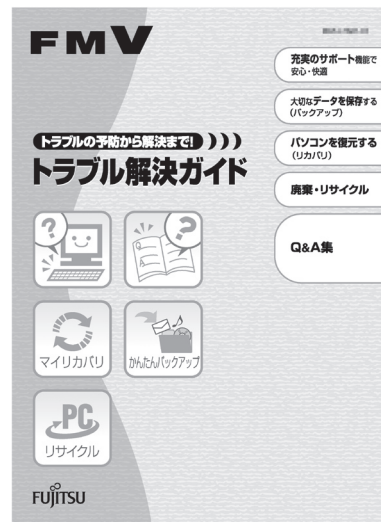 FMV
トラブルの予防から解決まで!
トラブル解決ガイド
?
?
マイリカバリ
かんたんバックアップ
PC
リサイクル
FUJITSU
充実のサポート機能で
安心・快適
大切なデータを保存する
(バックアップ)
パソコンを復元する
(リカバリ)
廃棄・リサイクル
Q&A集